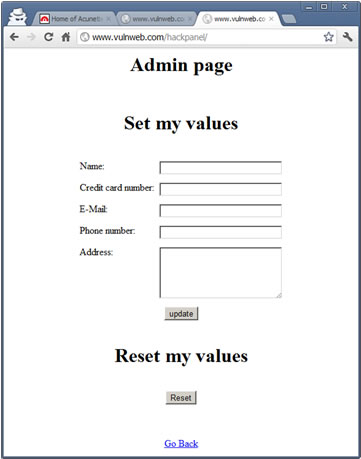 Home of Acuneti
www.vulnweb.co
www.vulnweb.co
www.vulnweb.com/hackpanel/
Admin page
Set my values
Name:
Credit card number:
E-Mail:
Phone number:
Address:
update
Reset my values
Reset
Go Back